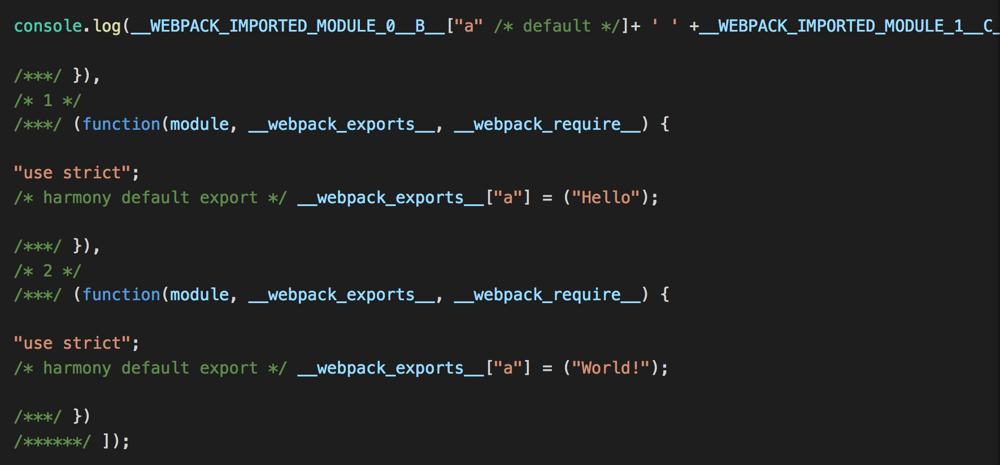 console.log(__WEBPACK_IMPORTED_MODULE_0__B__["a" /* default */]+ ' ' +__WEBPACK_IMPORTED_MODULE_1__C_
/***/ }),
/* 1 */
/***/ (function(module, __webpack_exports__, __webpack_require__) {
"use strict";
/* harmony default export */ __webpack_exports__["a"] = ("Hello");
/***/ }),
/* 2 */
/***/ (function(module, __webpack_exports__, __webpack_require__) {
"use strict";
/* harmony default export */ __webpack_exports__["a"] = ("World!");
/***/ })
/******/ ]);